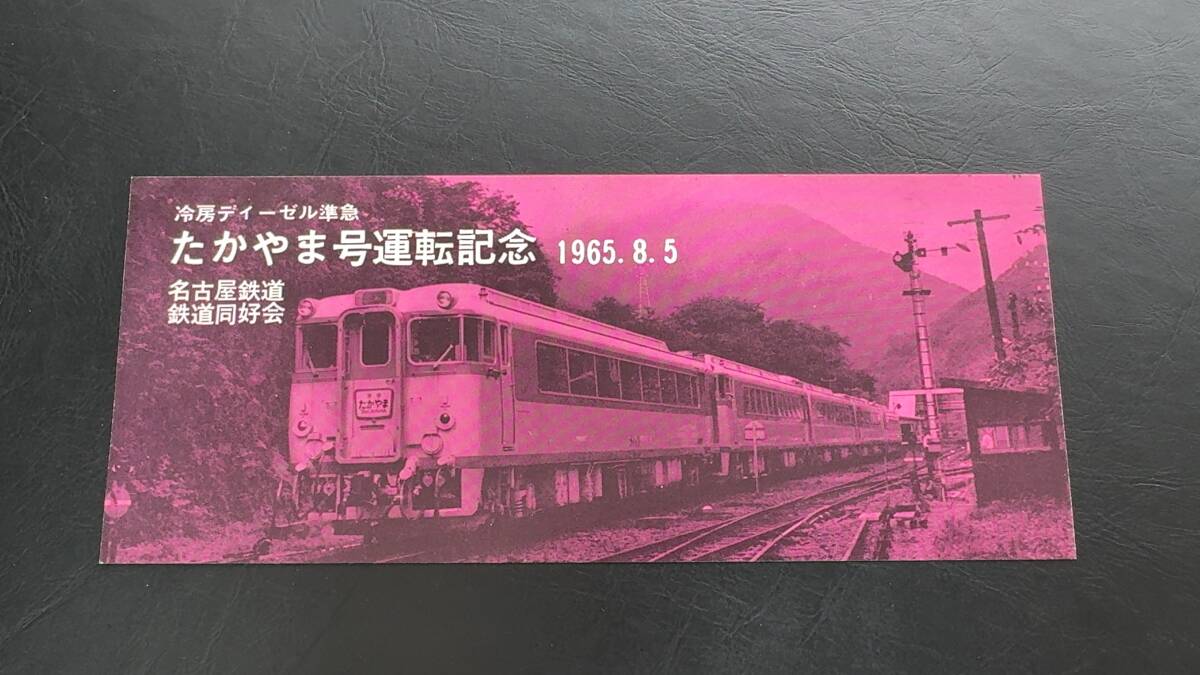 冷房ディーゼル準急
たかやま号運転記念 1965.8.5
名古屋鉄道
鉄道同好会
たかやま